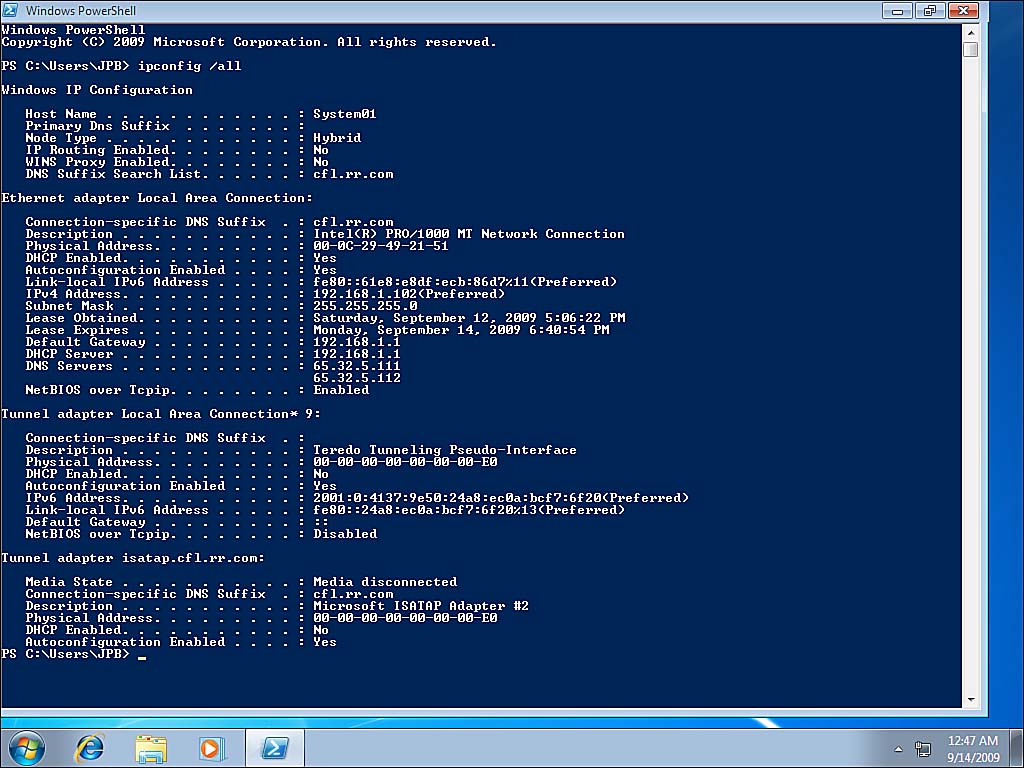 Windows PowerShell
Windows PowerShell
Copyright (C) 2009 Microsoft Corporation. All rights reserved.
PS C:\Users\JPB> ipconfig /all
Windows IP Configuration
Host Name . . . . . . . . . . . . : System01
Primary Dns Suffix  . . . . . . . :
Node Type . . . . . . . . . . . . : Hybrid
IP Routing Enabled. . . . . . . . : No
WINS Proxy Enabled. . . . . . . . : No
DNS Suffix Search List. . . . . . : cfl.rr.com
Ethernet adapter Local Area Connection:
Connection-specific DNS Suffix  . : cfl.rr.com
Description . . . . . . . . . . . : Intel(R) PRO/1000 MT Network Connection
Physical Address. . . . . . . . . : 00-0C-29-49-21-51
DHCP Enabled. . . . . . . . . . . : Yes
Autoconfiguration Enabled . . . . : Yes
Link-local IPv6 Address . . . . . : fe80::61e8:e8df:ecb:86d7%11(Preferred)
IPv4 Address. . . . . . . . . . . : 192.168.1.102(Preferred)
Subnet Mask . . . . . . . . . . . : 255.255.255.0
Lease Obtained. . . . . . . . . . : Saturday, September 12, 2009 5:06:22 PM
Lease Expires . . . . . . . . . . : Monday, September 14, 2009 6:40:54 PM
Default Gateway . . . . . . . . . : 192.168.1.1
DHCP Server . . . . . . . . . . . : 192.168.1.1
DNS Servers . . . . . . . . . . . : 65.32.5.111
65.32.5.112
NetBIOS over Tcpip. . . . . . . . : Enabled
Tunnel adapter Local Area Connection* 9:
Connection-specific DNS Suffix  . :
Description . . . . . . . . . . . : Teredo Tunneling Pseudo-Interface
Physical Address. . . . . . . . . : 00-00-00-00-00-00-00-E0
DHCP Enabled. . . . . . . . . . . : No
Autoconfiguration Enabled . . . . : Yes
IPv6 Address. . . . . . . . . . . : 2001:0:4137:9e50:24a8:ec0a:bcf7:6f20(Preferred)
Link-local IPv6 Address . . . . . : fe80::24a8:ec0a:bcf7:6f20%13(Preferred)
Default Gateway . . . . . . . . . : ::
NetBIOS over Tcpip. . . . . . . . : Disabled
Tunnel adapter isatap.cfl.rr.com:
Media State . . . . . . . . . . . : Media disconnected
Connection-specific DNS Suffix  . : cfl.rr.com
Description . . . . . . . . . . . : Microsoft ISATAP Adapter #2
Physical Address. . . . . . . . . : 00-00-00-00-00-00-00-E0
DHCP Enabled. . . . . . . . . . . : No
Autoconfiguration Enabled . . . . : Yes
PS C:\Users\JPB> _
12:47 AM
9/14/2009